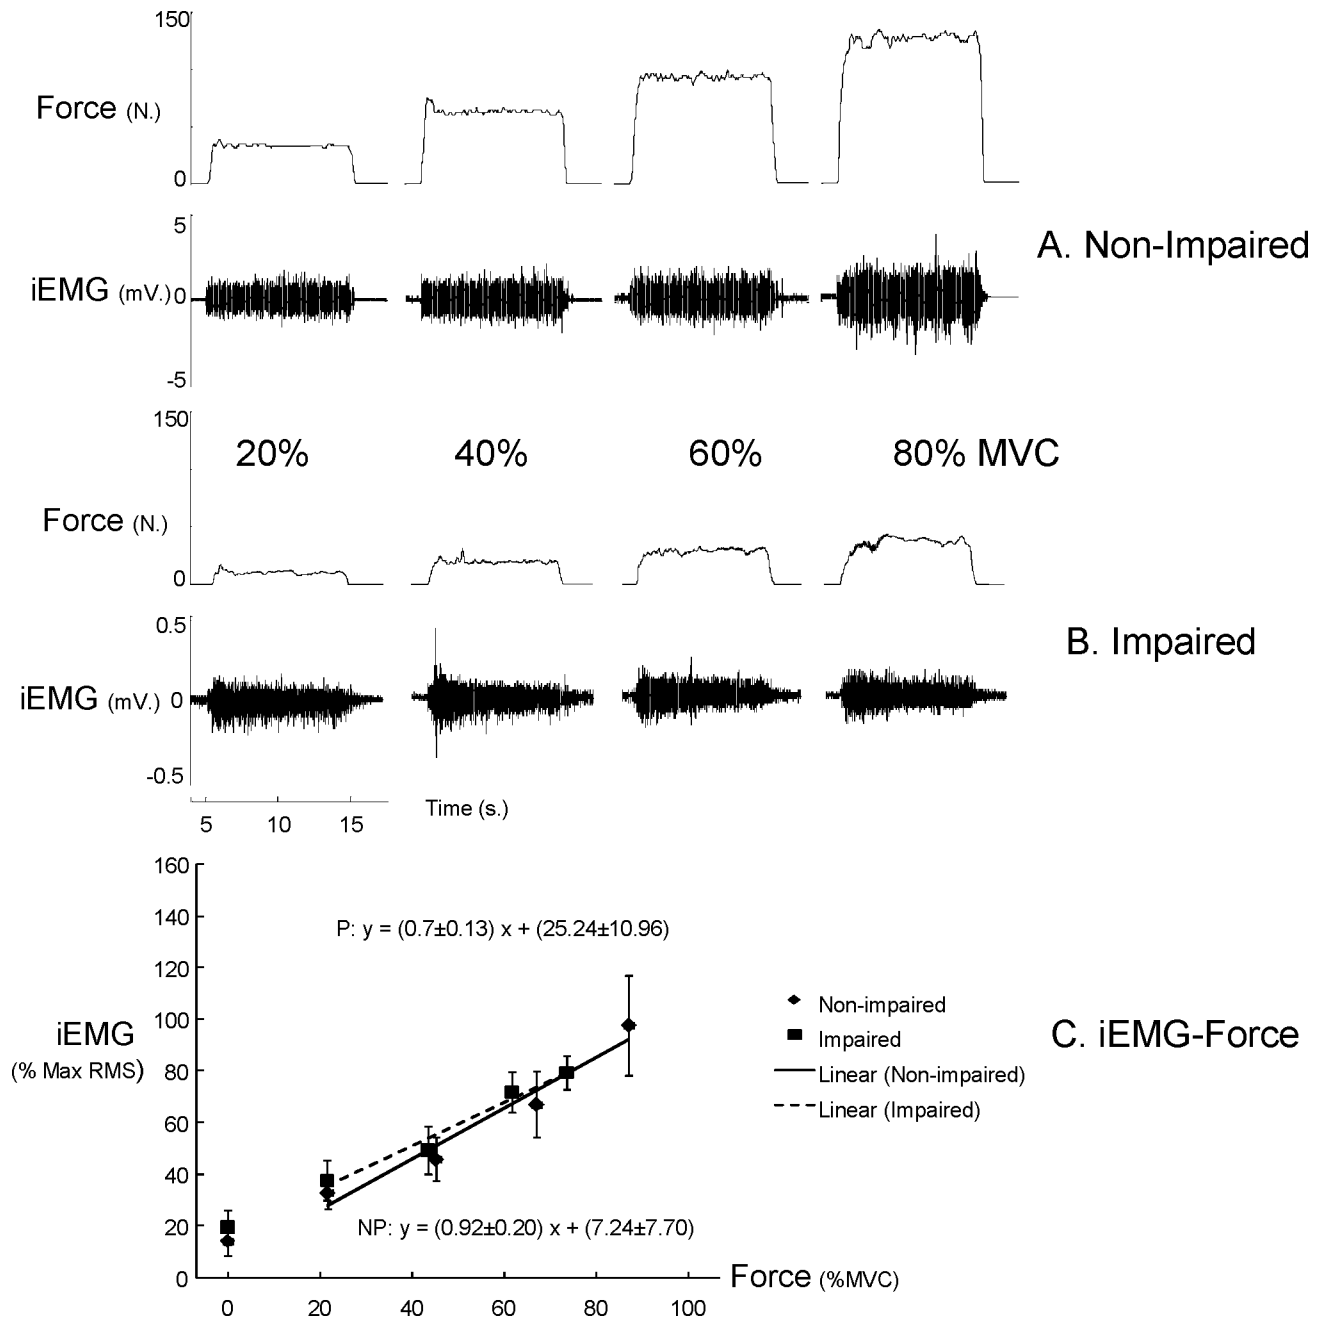 150
Force (N.)
0
5
iEMG (mV.) 0
-5
A. Non-Impaired
150
20% 40% 60% 80% MVC
Force (N.)
0
0.5
iEMG (mV.) 0
-0.5
B. Impaired
5 10 15
Time (s.)
160
140
120
100
80
60
40
20
0
iEMG
(% Max RMS)
P: y = (0.7±0.13) x + (25.24±10.96)
NP: y = (0.92±0.20) x + (7.24±7.70)
Non-impaired
Impaired
Linear (Non-impaired)
Linear (Impaired)
C. iEMG-Force
Force (%MVC)
0 20 40 60 80 100